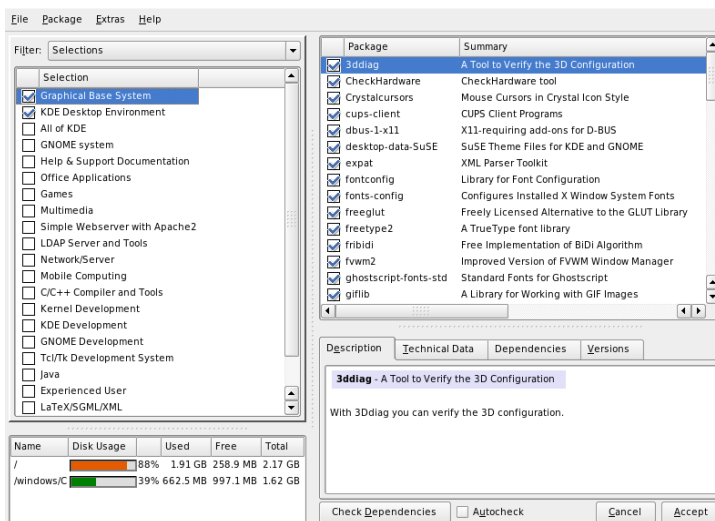 File Package Extras Help
Filter: Selections
Selection
Graphical Base System
KDE Desktop Environment
All of KDE
GNOME system
Help & Support Documentation
Office Applications
Games
Multimedia
Simple Webserver with Apache2
LDAP Server and Tools
Network/Server
Mobile Computing
C/C++ Compiler and Tools
Kernel Development
KDE Development
GNOME Development
Tcl/Tk Development System
Java
Experienced User
LaTeX/SGML/XML
Name Disk Usage Used Free Total
/ 88% 1.91 GB 258.9 MB 2.17 GB
/windows/C 39% 662.5 MB 997.1 MB 1.62 GB
Package Summary
3ddiag A Tool to Verify the 3D Configuration
CheckHardware CheckHardware tool
Crystalcursors Mouse Cursors in Crystal Icon Style
cups-client CUPS Client Programs
dbus-1-x11 X11-requiring add-ons for D-BUS
desktop-data-SuSE SuSE Theme Files for KDE and GNOME
expat XML Parser Toolkit
fontconfig Library for Font Configuration
fonts-config Configures Installed X Window System Fonts
freeglut Freely Licensed Alternative to the GLUT Library
freetype2 A TrueType font library
fribidi Free Implementation of BiDi Algorithm
fvwm2 Improved Version of FVWM Window Manager
ghostscript-fonts-std Standard Fonts for Ghostscript
giflib A Library for Working with GIF Images
Description Technical Data Dependencies Versions
3ddiag - A Tool to Verify the 3D Configuration
With 3Ddiag you can verify the 3D configuration.
Check Dependencies Autocheck Cancel Accept